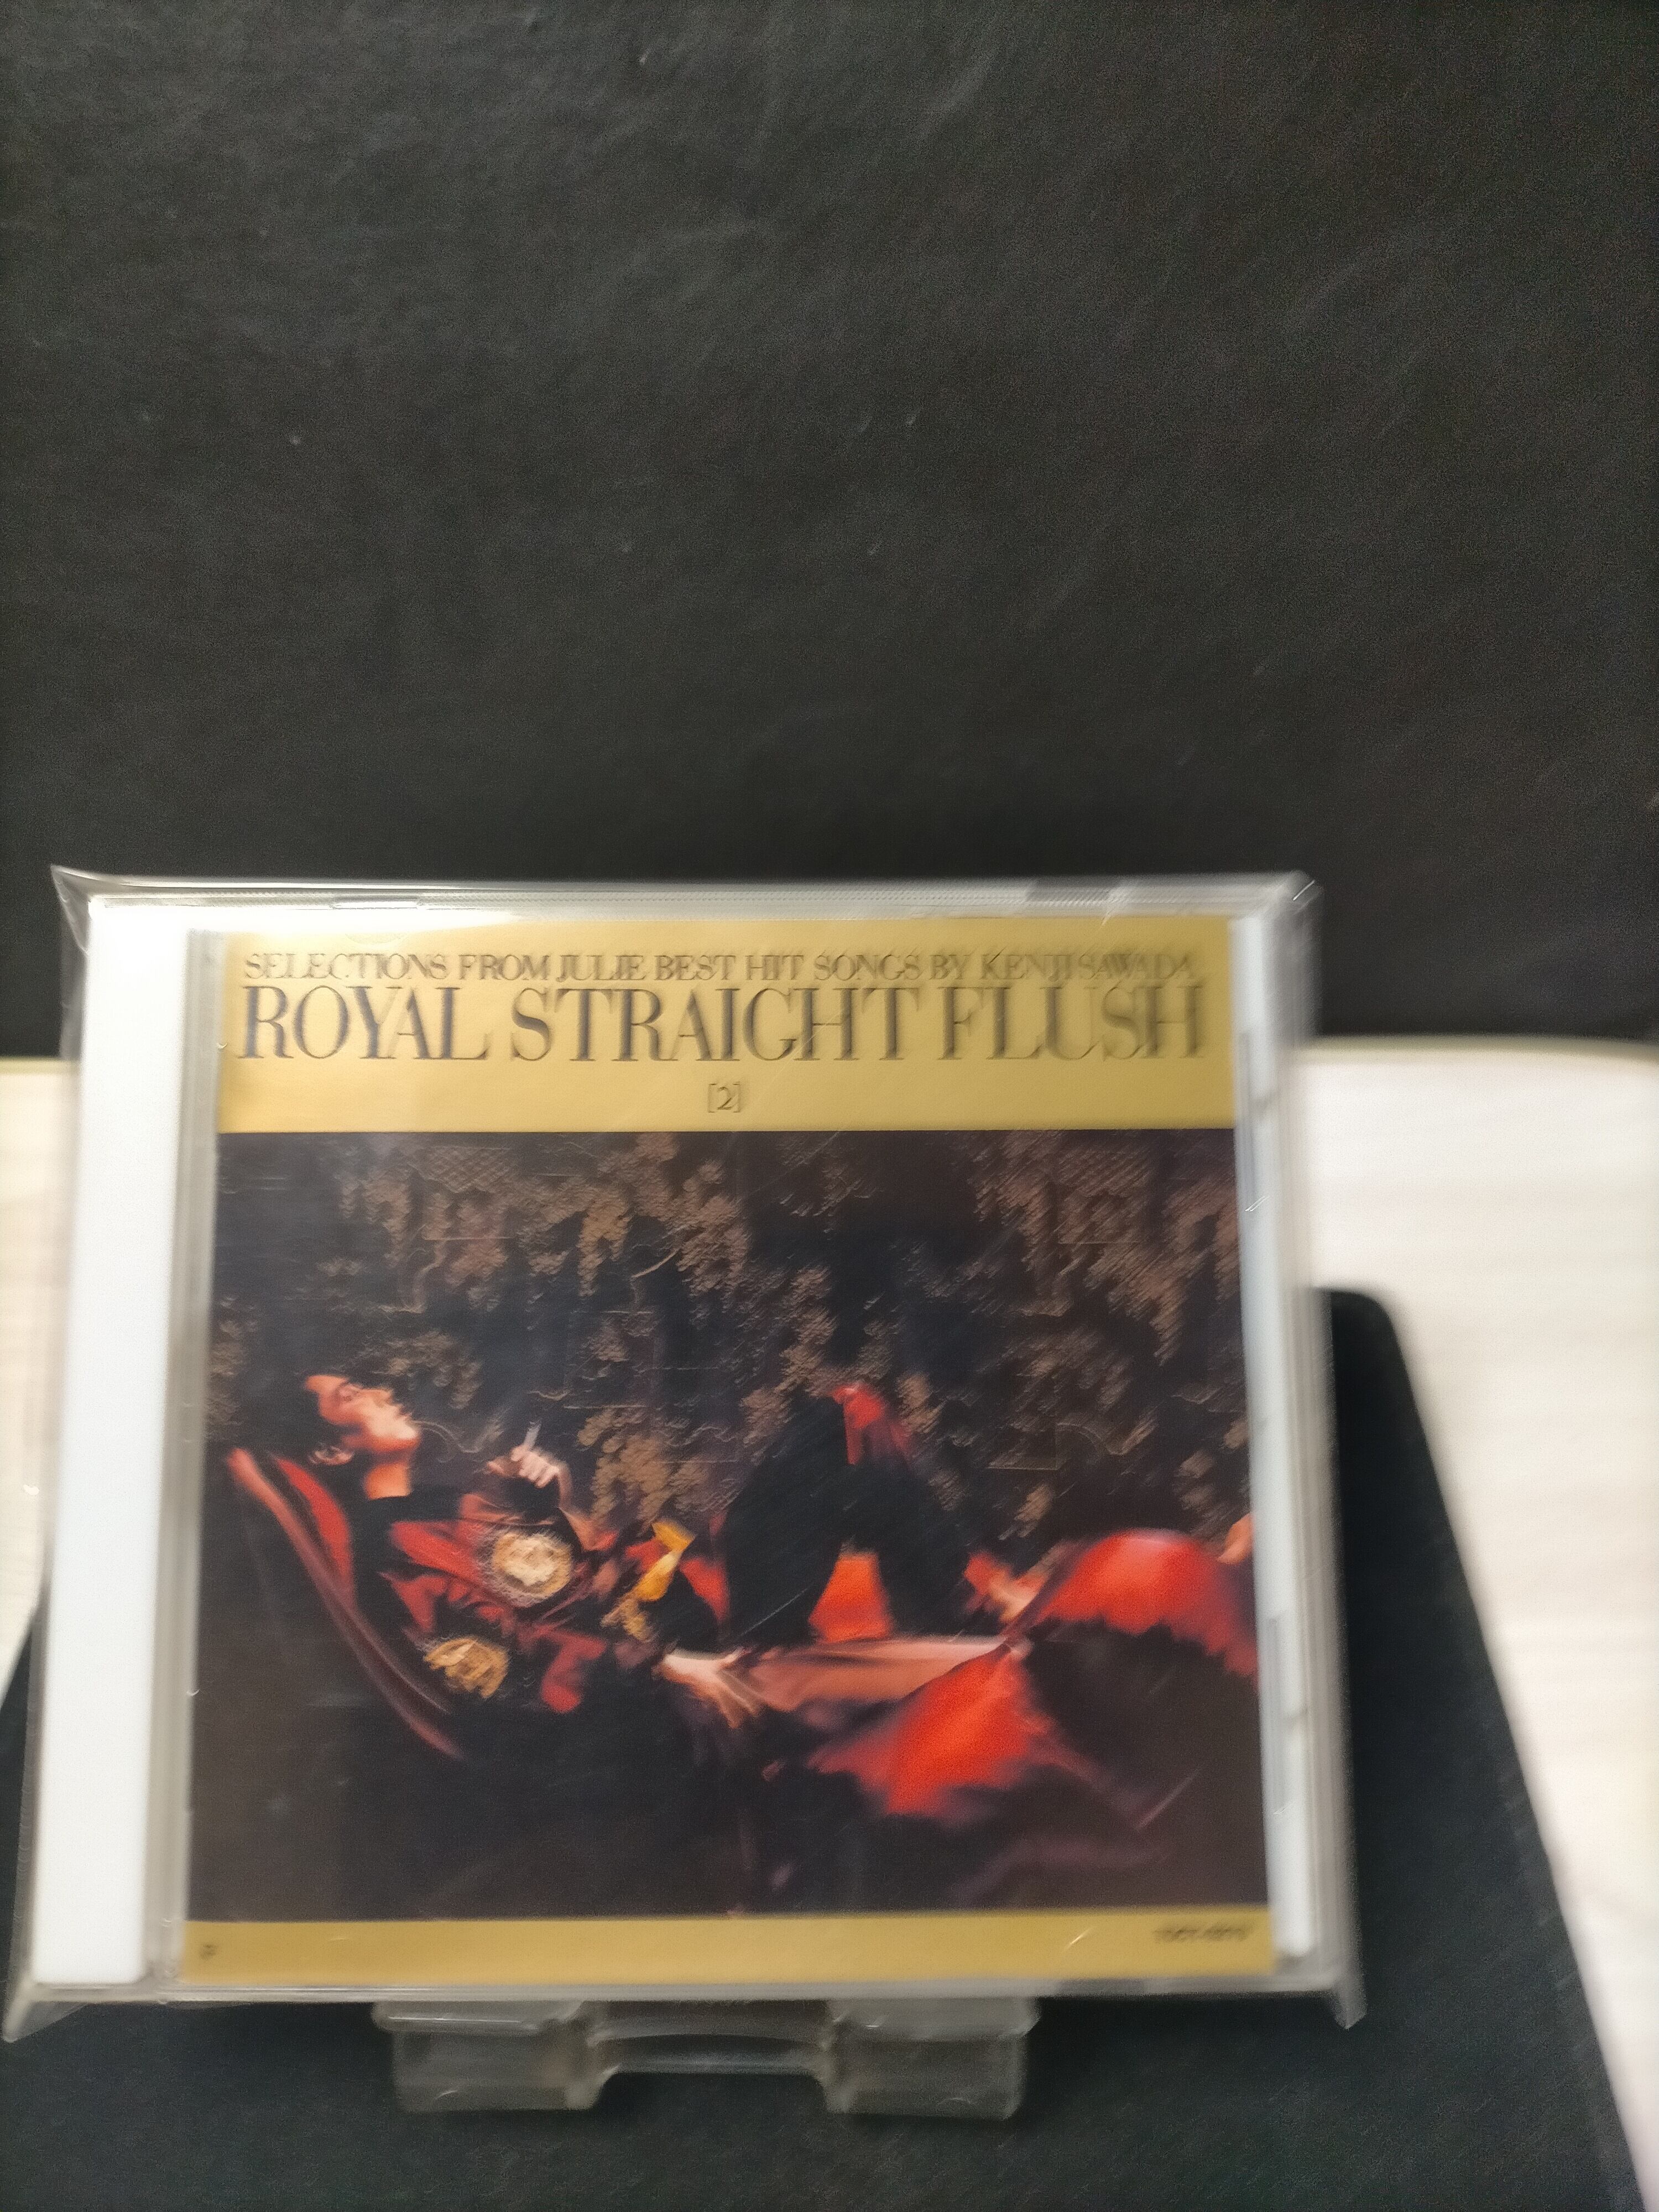 SELECTIONS FROM JULIE BEST HIT SONGS BY KENJI SAWADA
ROYAL STRAIGHT FLUSH
[2]